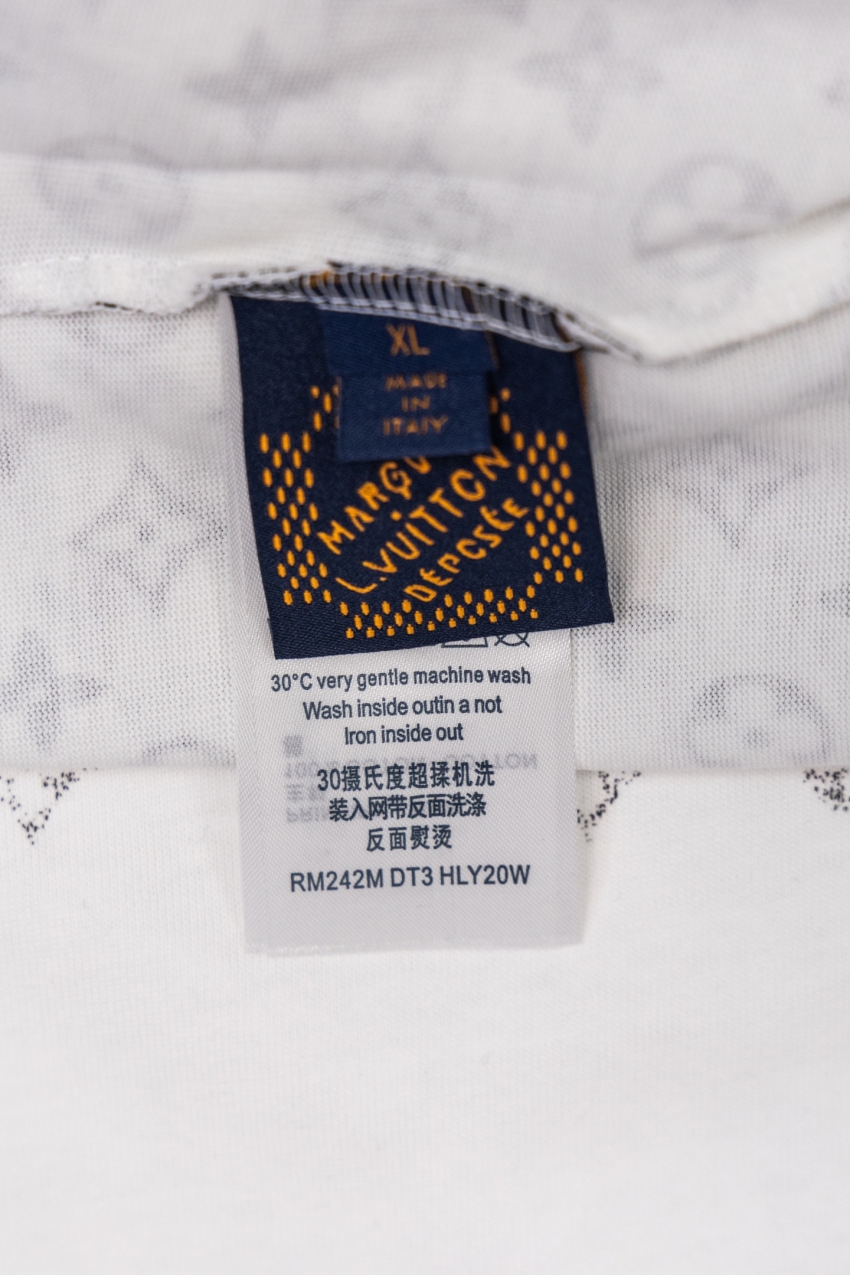 XL
MADE
IN
ITALY
MARQU
L.VUITTON
DÉPOSÉE
30°C very gentle machine wash
Wash inside outin a not
Iron inside out
30摄氏度超揉机洗
装入网带反面洗涤
反面熨烫
RM242M DT3 HLY20W